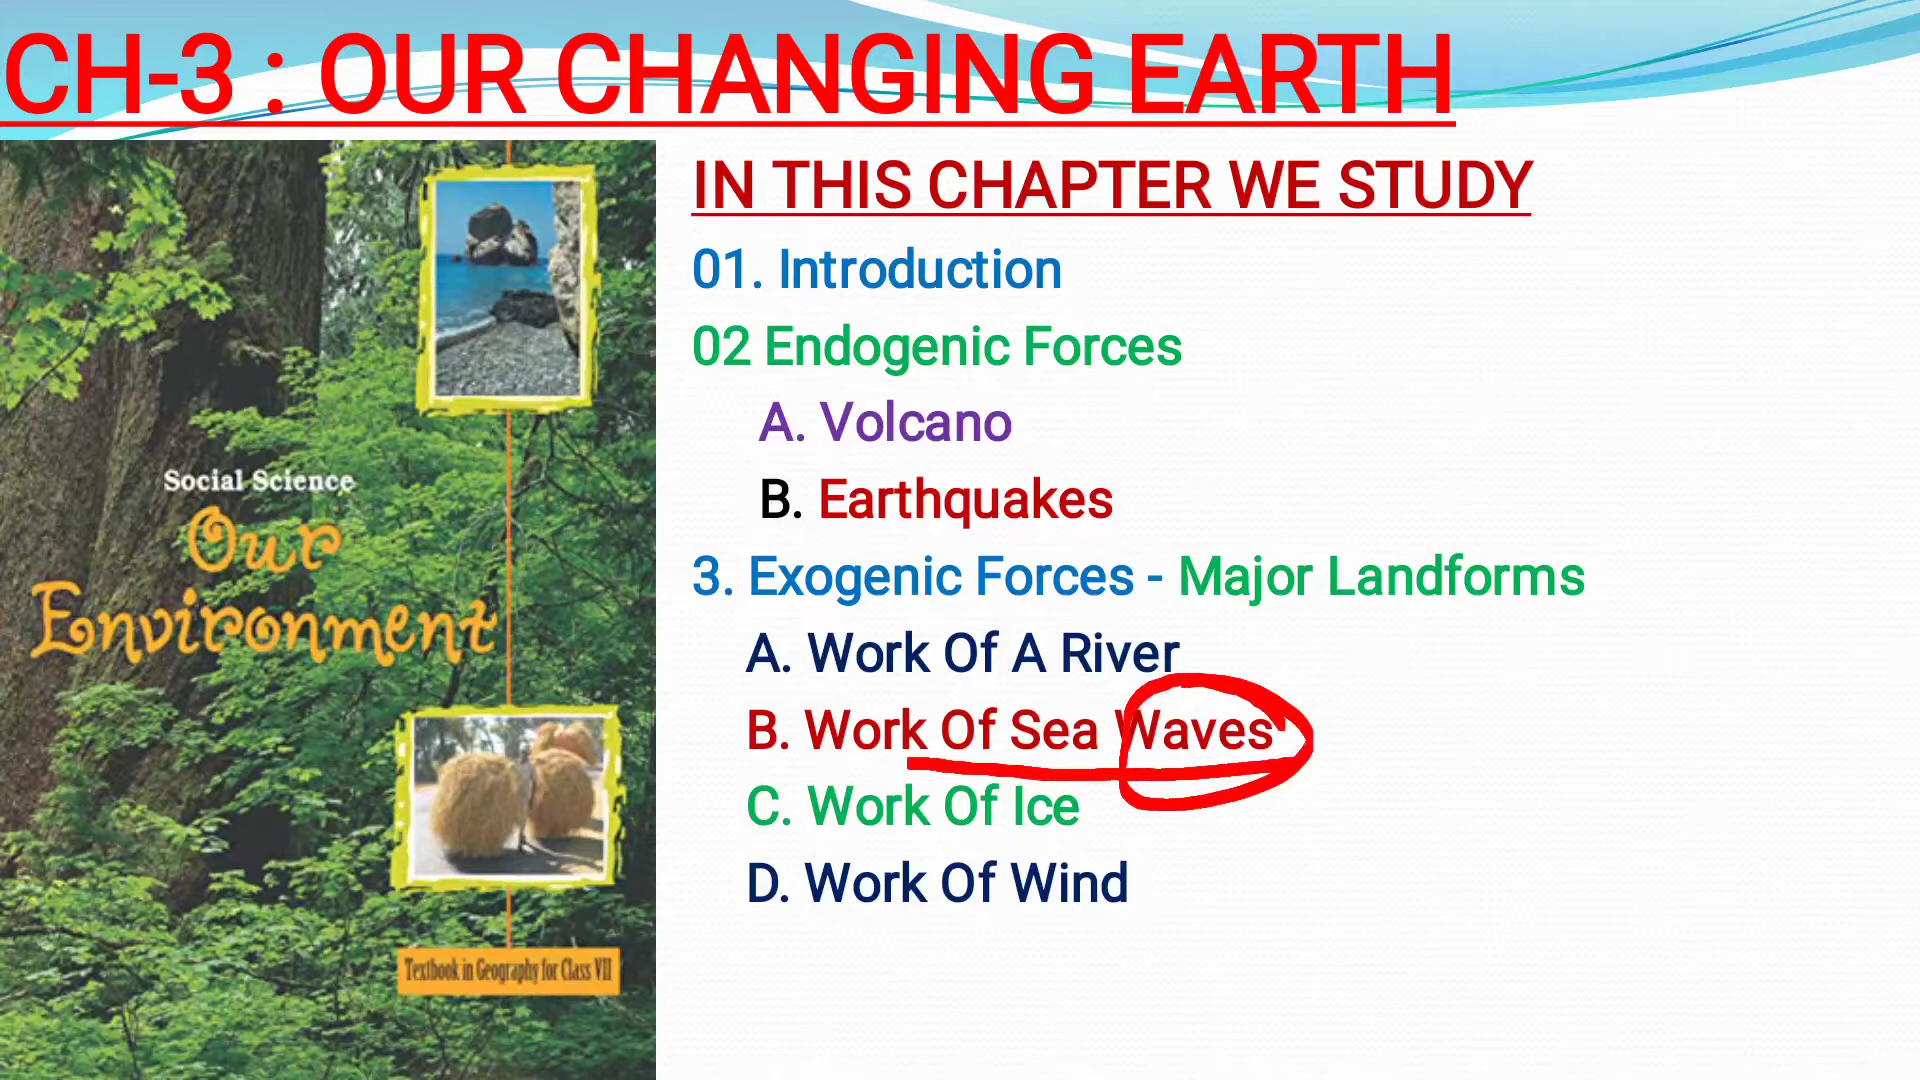 CH-3 : OUR CHANGING EARTH
Social Science
Our
Environment
Textbook in Geography for Class VII
IN THIS CHAPTER WE STUDY
01. Introduction
02 Endogenic Forces
A. Volcano
B. Earthquakes
3. Exogenic Forces - Major Landforms
A. Work Of A River
B. Work Of Sea Waves
C. Work Of Ice
D. Work Of Wind